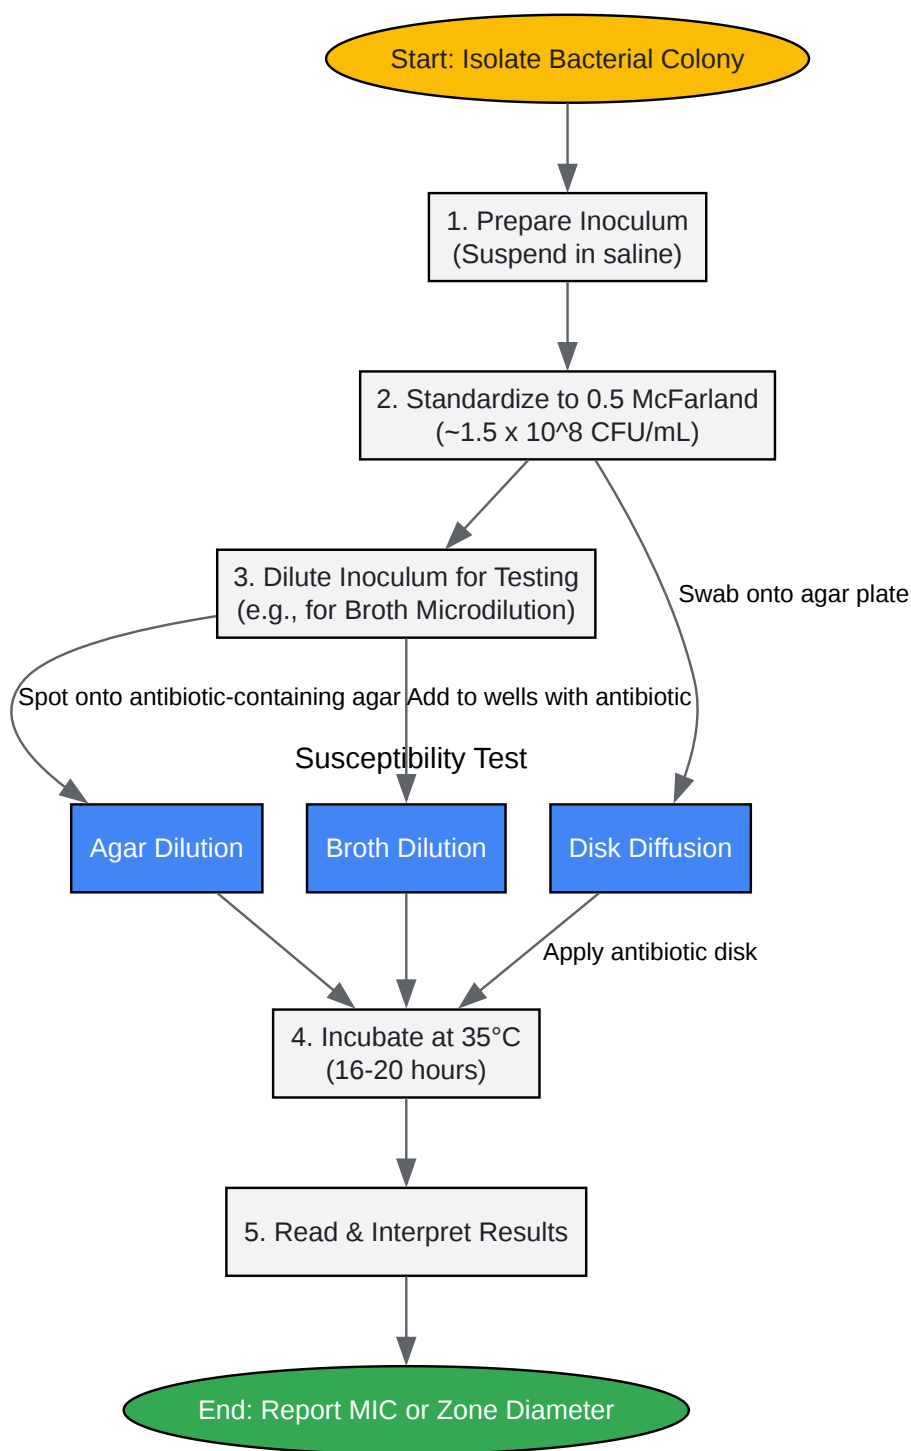 Start: Isolate Bacterial Colony
1. Prepare Inoculum
(Suspend in saline)
2. Standardize to 0.5 McFarland
(~1.5 x 10^8 CFU/mL)
3. Dilute Inoculum for Testing
(e.g., for Broth Microdilution)
Swab onto agar plate
Spot onto antibiotic-containing agar
Add to wells with antibiotic
Susceptibility Test
Agar Dilution
Broth Dilution
Disk Diffusion
Apply antibiotic disk
4. Incubate at 35°C
(16-20 hours)
5. Read & Interpret Results
End: Report MIC or Zone Diameter